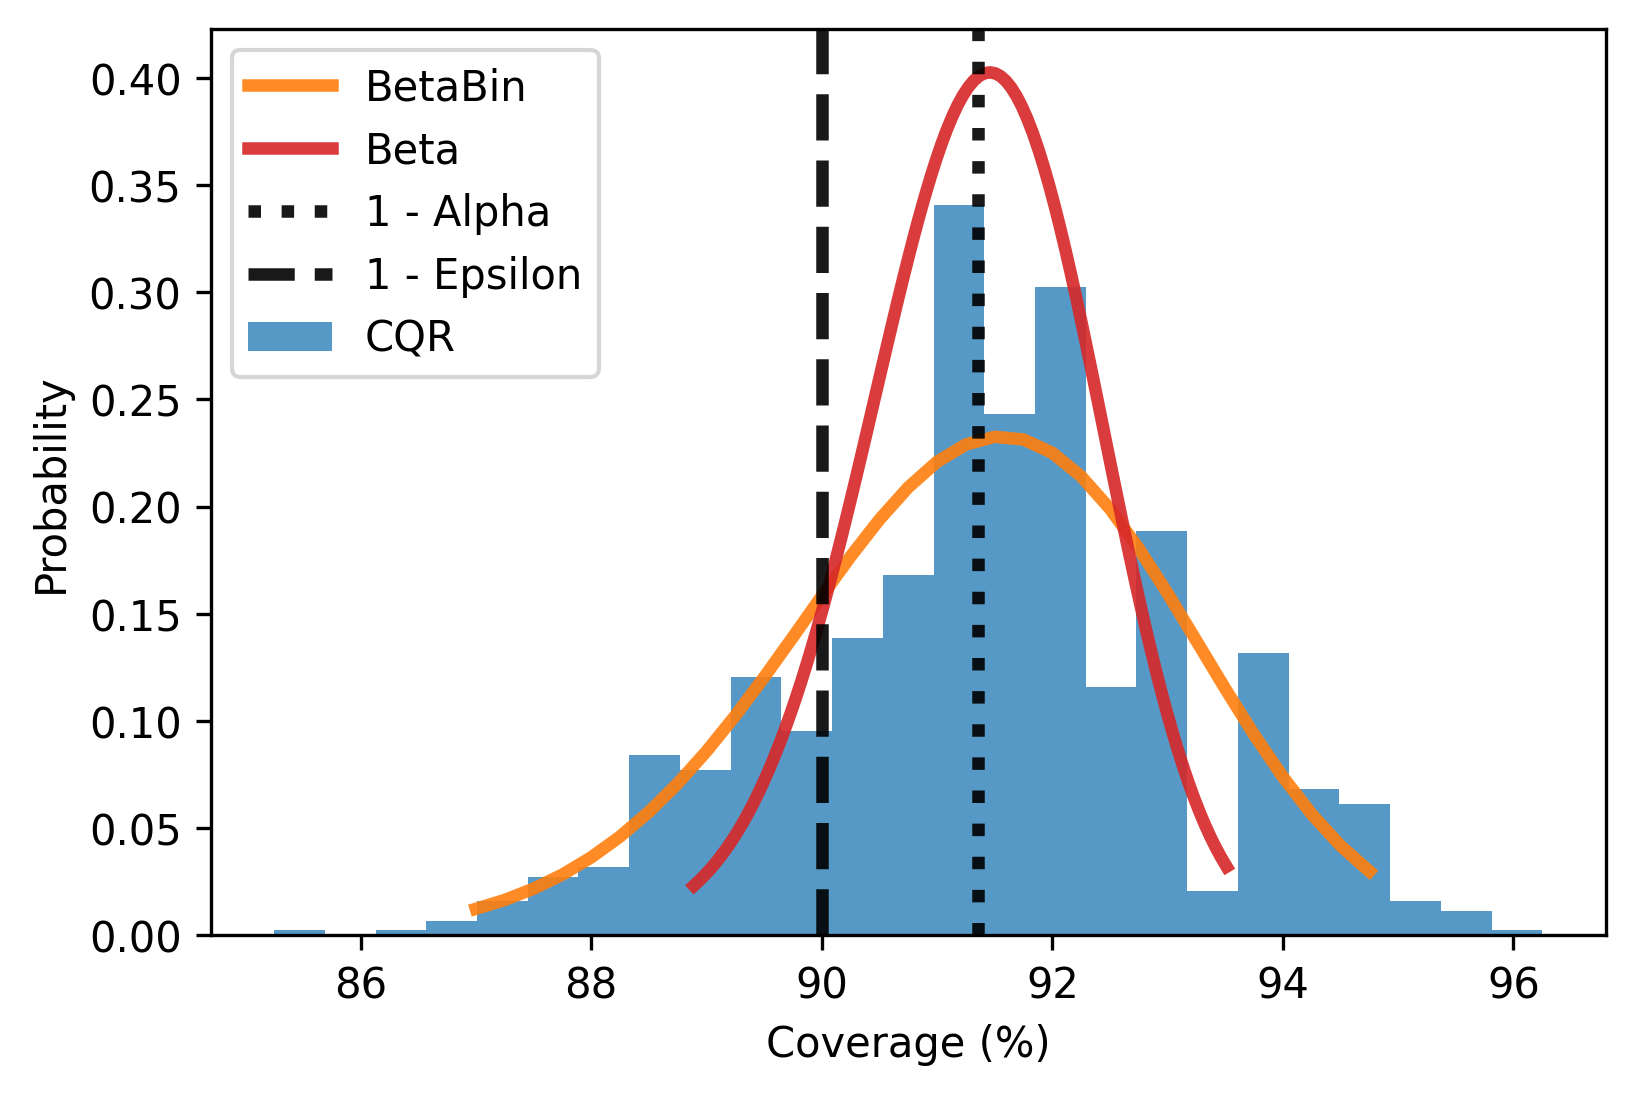 BetaBin
Beta
1 - Alpha
1 - Epsilon
CQR
Probability
0.40
0.35
0.30
0.25
0.20
0.15
0.10
0.05
0.00
86 88 90 92 94 96
Coverage (%)